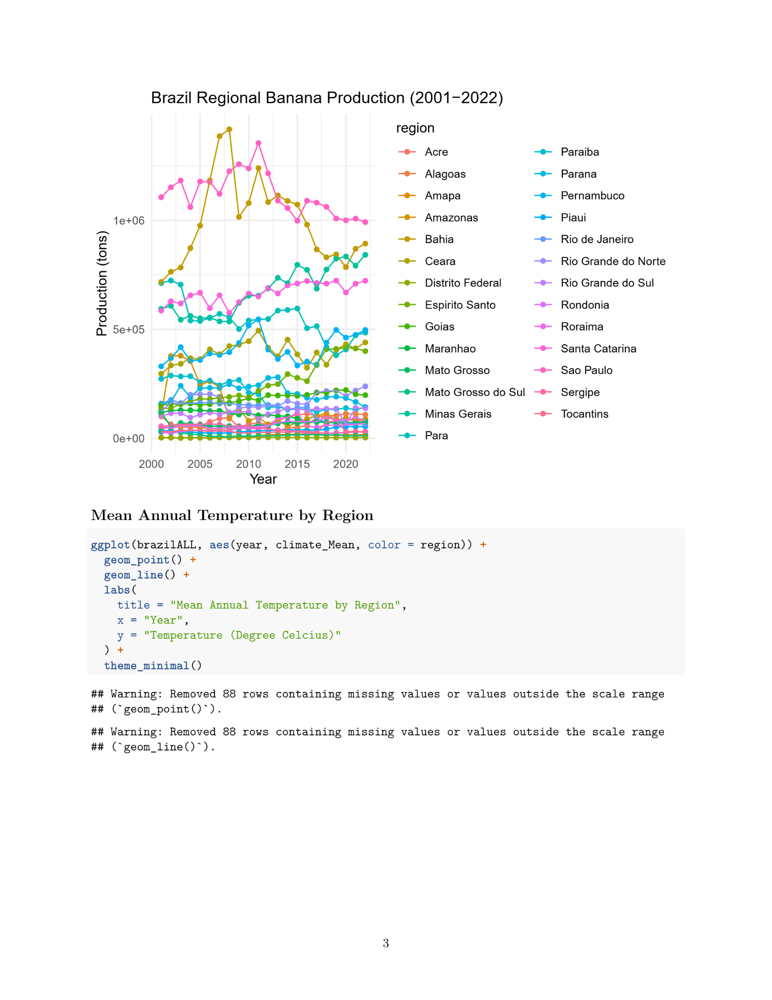 Brazil Regional Banana Production (2001−2022)
region
Acre
Alagoas
Amapa
Amazonas
Bahia
Ceara
Distrito Federal
Espirito Santo
Goias
Maranhao
Mato Grosso
Mato Grosso do Sul
Minas Gerais
Para
Paraiba
Parana
Pernambuco
Piaui
Rio de Janeiro
Rio Grande do Norte
Rio Grande do Sul
Rondonia
Roraima
Santa Catarina
Sao Paulo
Sergipe
Tocantins
Production (tons)
1e+06
5e+05
0e+00
2000 2005 2010 2015 2020
Year
Mean Annual Temperature by Region
ggplot(brazilALL, aes(year, climate_Mean, color = region)) +
  geom_point() +
  geom_line() +
  labs(
    title = "Mean Annual Temperature by Region",
    x = "Year",
    y = "Temperature (Degree Celcius)"
  ) +
  theme_minimal()
## Warning: Removed 88 rows containing missing values or values outside the scale range
## (`geom_point()`).
## Warning: Removed 88 rows containing missing values or values outside the scale range
## (`geom_line()`).
3